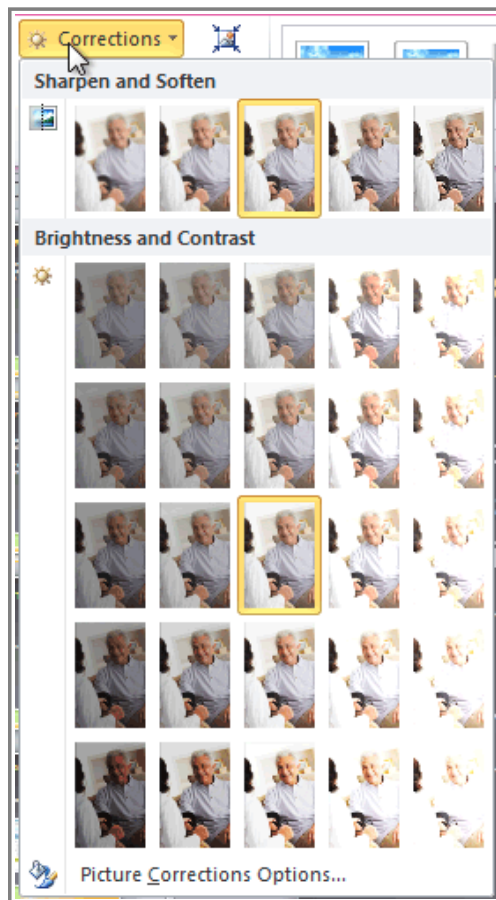 Corrections
Sharpen and Soften
Brightness and Contrast
Picture Corrections Options...